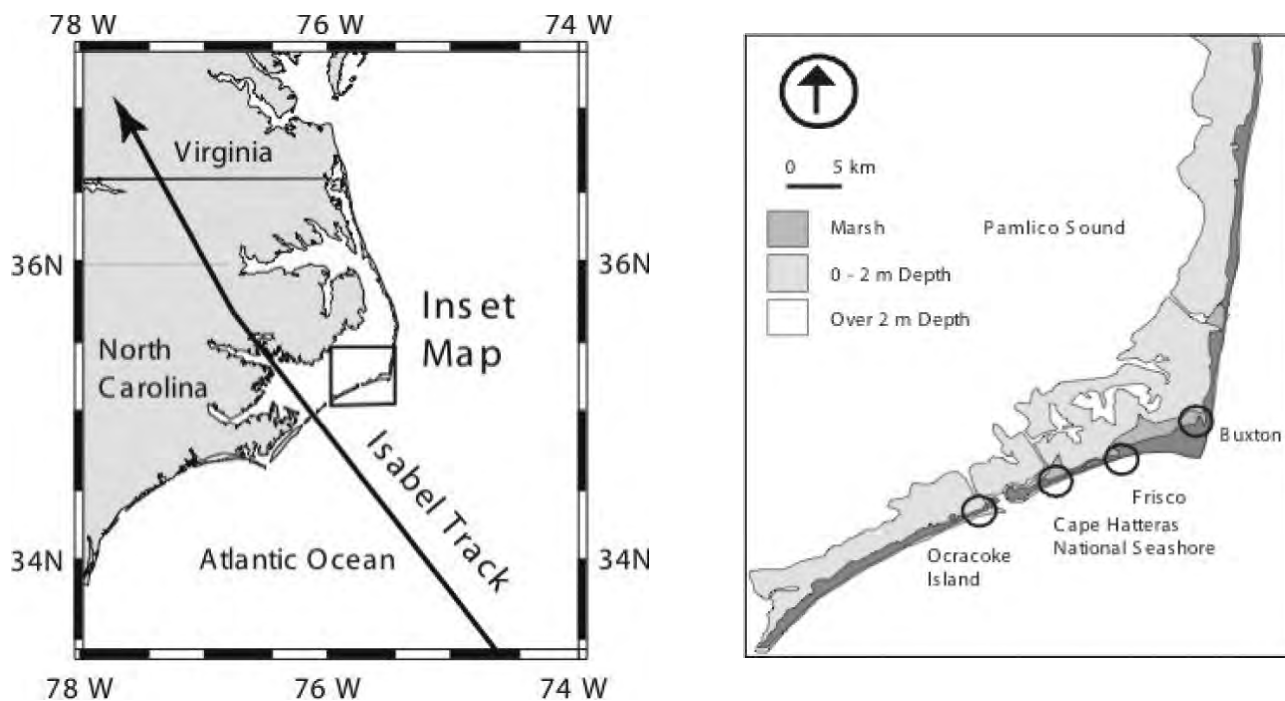 78 W 76 W 74 W
Virginia
36N 36N
Inset
Map
North
Carolina
Isabel Track
Atlantic Ocean
34N 34N
78 W 76 W 74 W
0 5 km
Marsh
Pamlico Sound
0 - 2 m Depth
Over 2 m Depth
Buxton
Frisco
Cape Hatteras
National Seashore
Ocracoke
Island